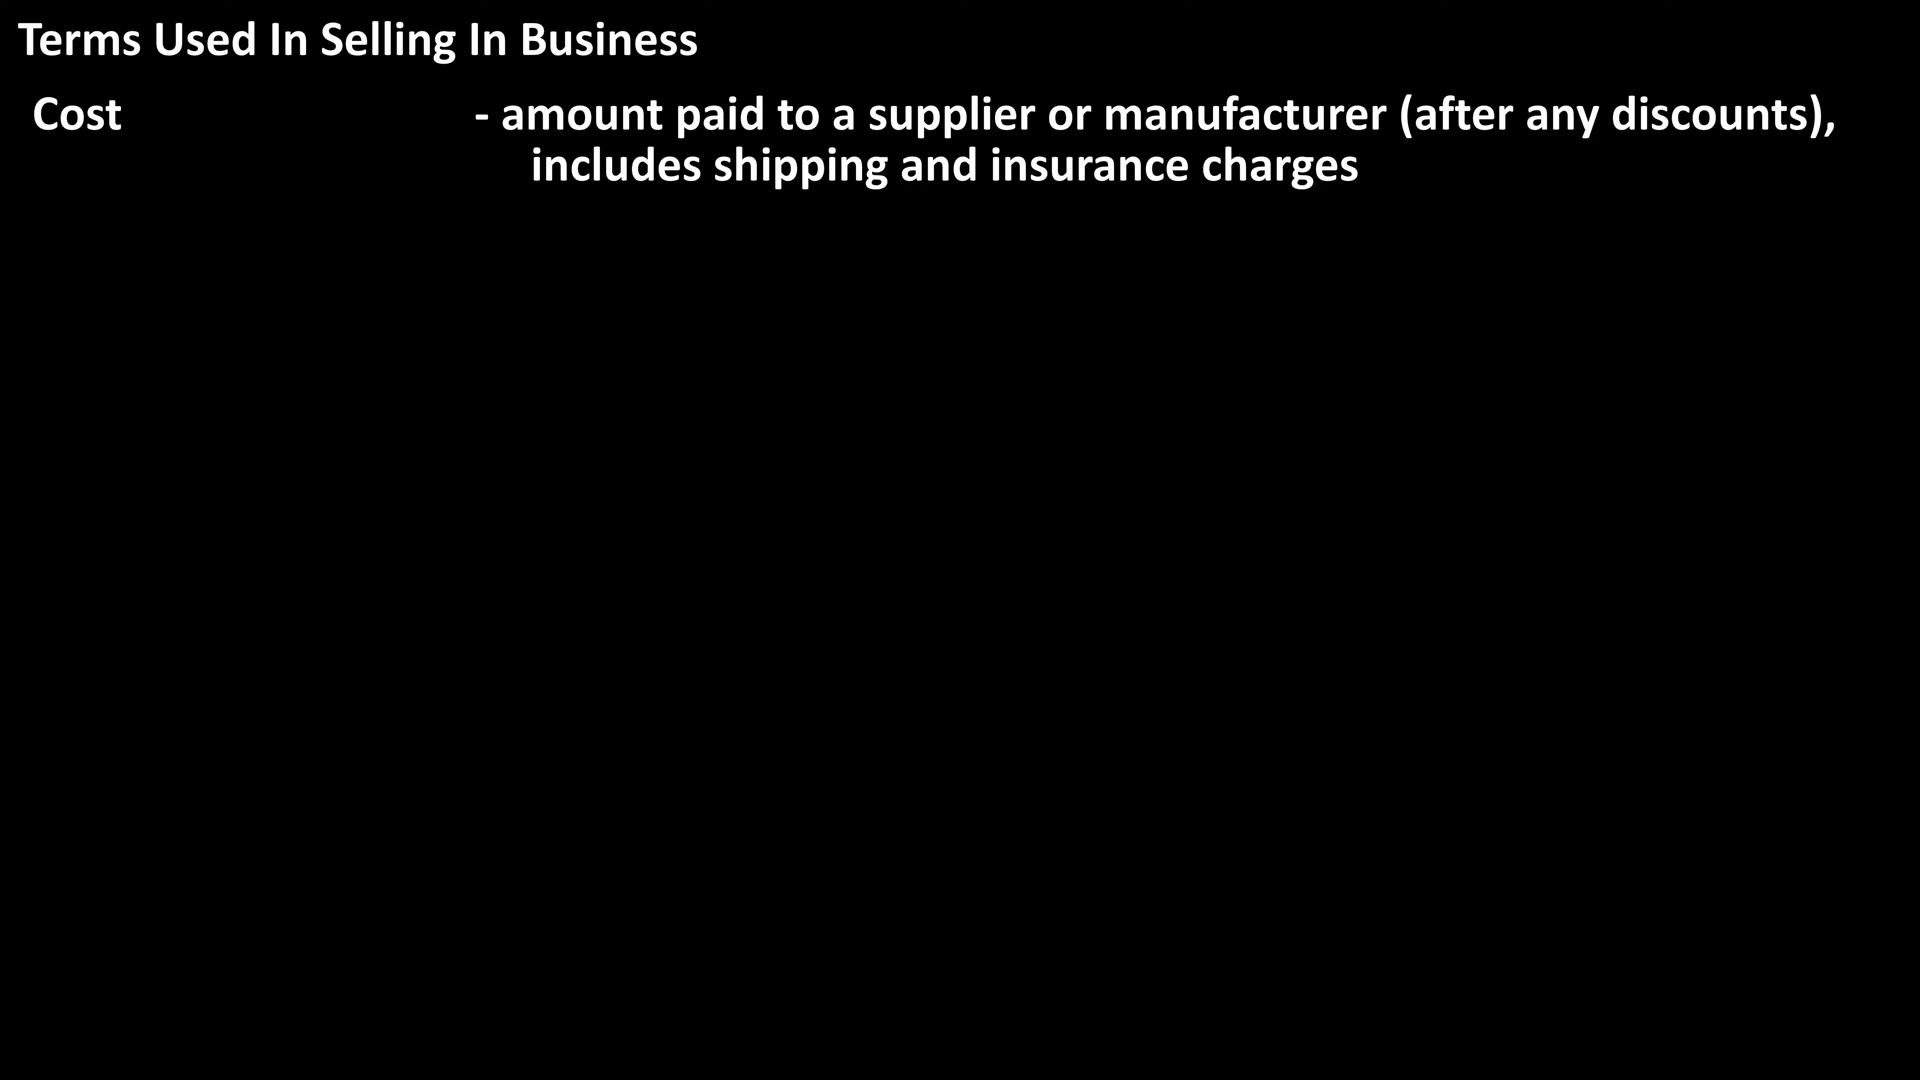 Terms Used In Selling In Business
Cost - amount paid to a supplier or manufacturer (after any discounts),
includes shipping and insurance charges